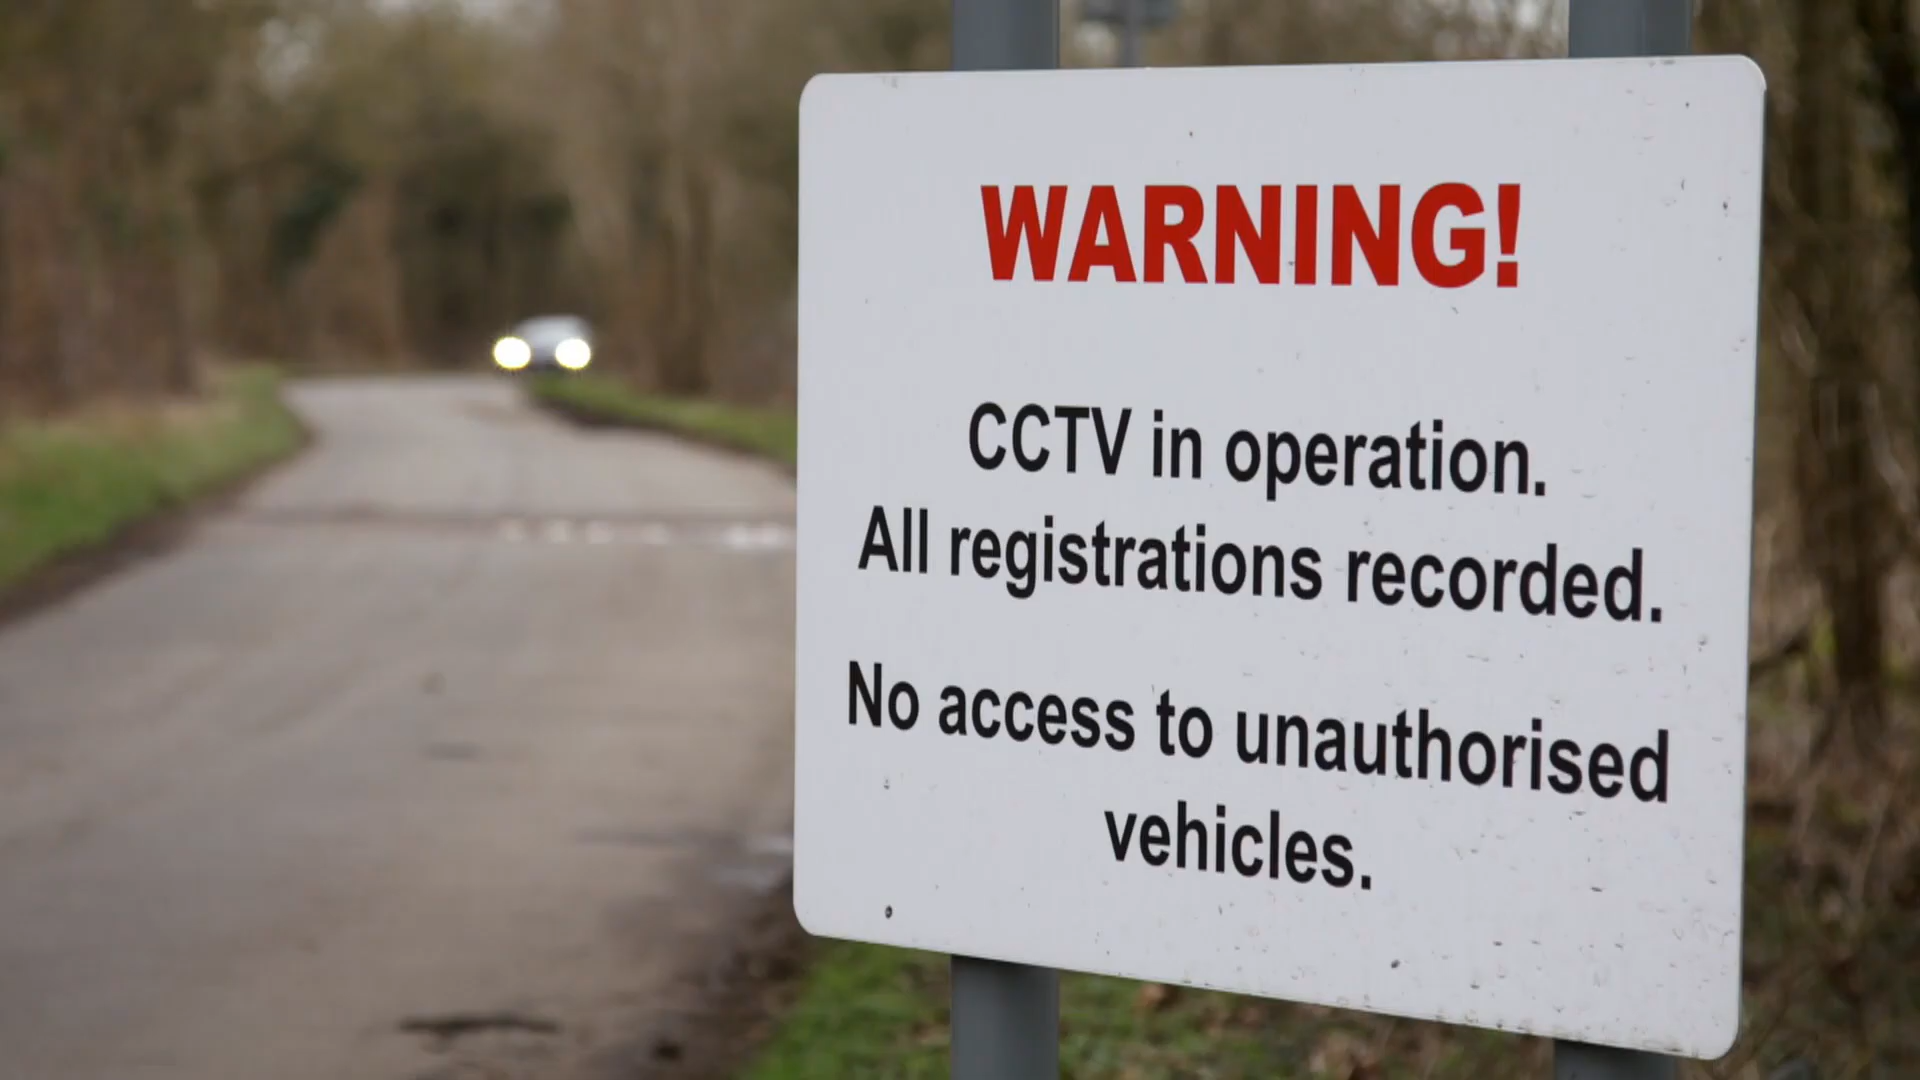 WARNING!
CCTV in operation.
All registrations recorded.
No access to unauthorised
vehicles.